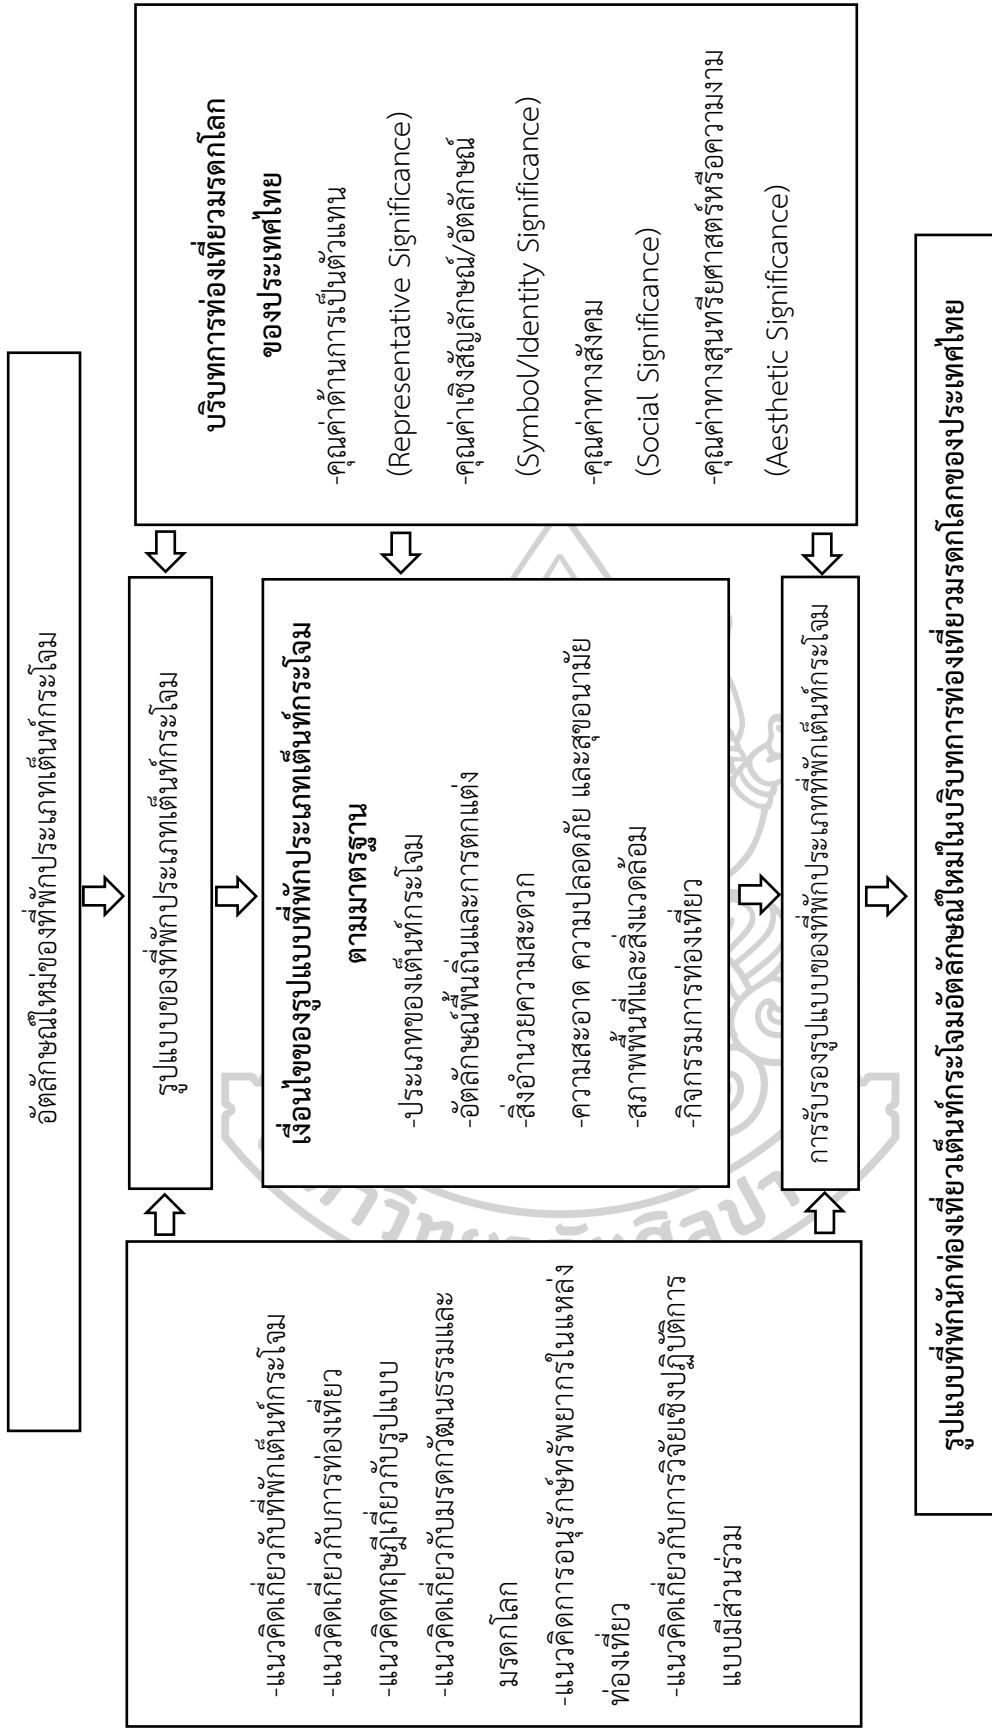 อัตลักษณ์ใหม่ของที่พักประเภทเต็นท์กระโจม
รูปแบบของที่พักประเภทเต็นท์กระโจม
-แนวคิดเกี่ยวกับที่พักเต็นท์กระโจม
-แนวคิดเกี่ยวกับการท่องเที่ยว
-แนวคิดทฤษฎีเกี่ยวกับรูปแบบ
-แนวคิดเกี่ยวกับมรดกวัฒนธรรมและ
มรดกโลก
-แนวคิดการอนุรักษ์ทรัพยากรในแหล่ง
ท่องเที่ยว
-แนวคิดเกี่ยวกับการวิจัยเชิงปฏิบัติการ
แบบมีส่วนร่วม
เงื่อนไขของรูปแบบที่พักประเภทเต็นท์กระโจม
ตามมาตรฐาน
-ประเภทของเต็นท์กระโจม
-อัตลักษณ์พื้นถิ่นและการตกแต่ง
-สิ่งอำนวยความสะดวก
-ความสะอาด ความปลอดภัย และสุขอนามัย
-สภาพพื้นที่และสิ่งแวดล้อม
-กิจกรรมการท่องเที่ยว
บริบทการท่องเที่ยวมรดกโลก
ของประเทศไทย
-คุณค่าด้านการเป็นตัวแทน
(Representative Significance)
-คุณค่าเชิงสัญลักษณ์/อัตลักษณ์
(Symbol/Identity Significance)
-คุณค่าทางสังคม
(Social Significance)
-คุณค่าทางสุนทรียศาสตร์หรือความงาม
(Aesthetic Significance)
การรับรองรูปแบบของที่พักประเภทที่พักเต็นท์กระโจม
รูปแบบที่พักนักท่องเที่ยวเต็นท์กระโจมอัตลักษณ์ใหม่ในบริบทการท่องเที่ยวมรดกโลกของประเทศไทย